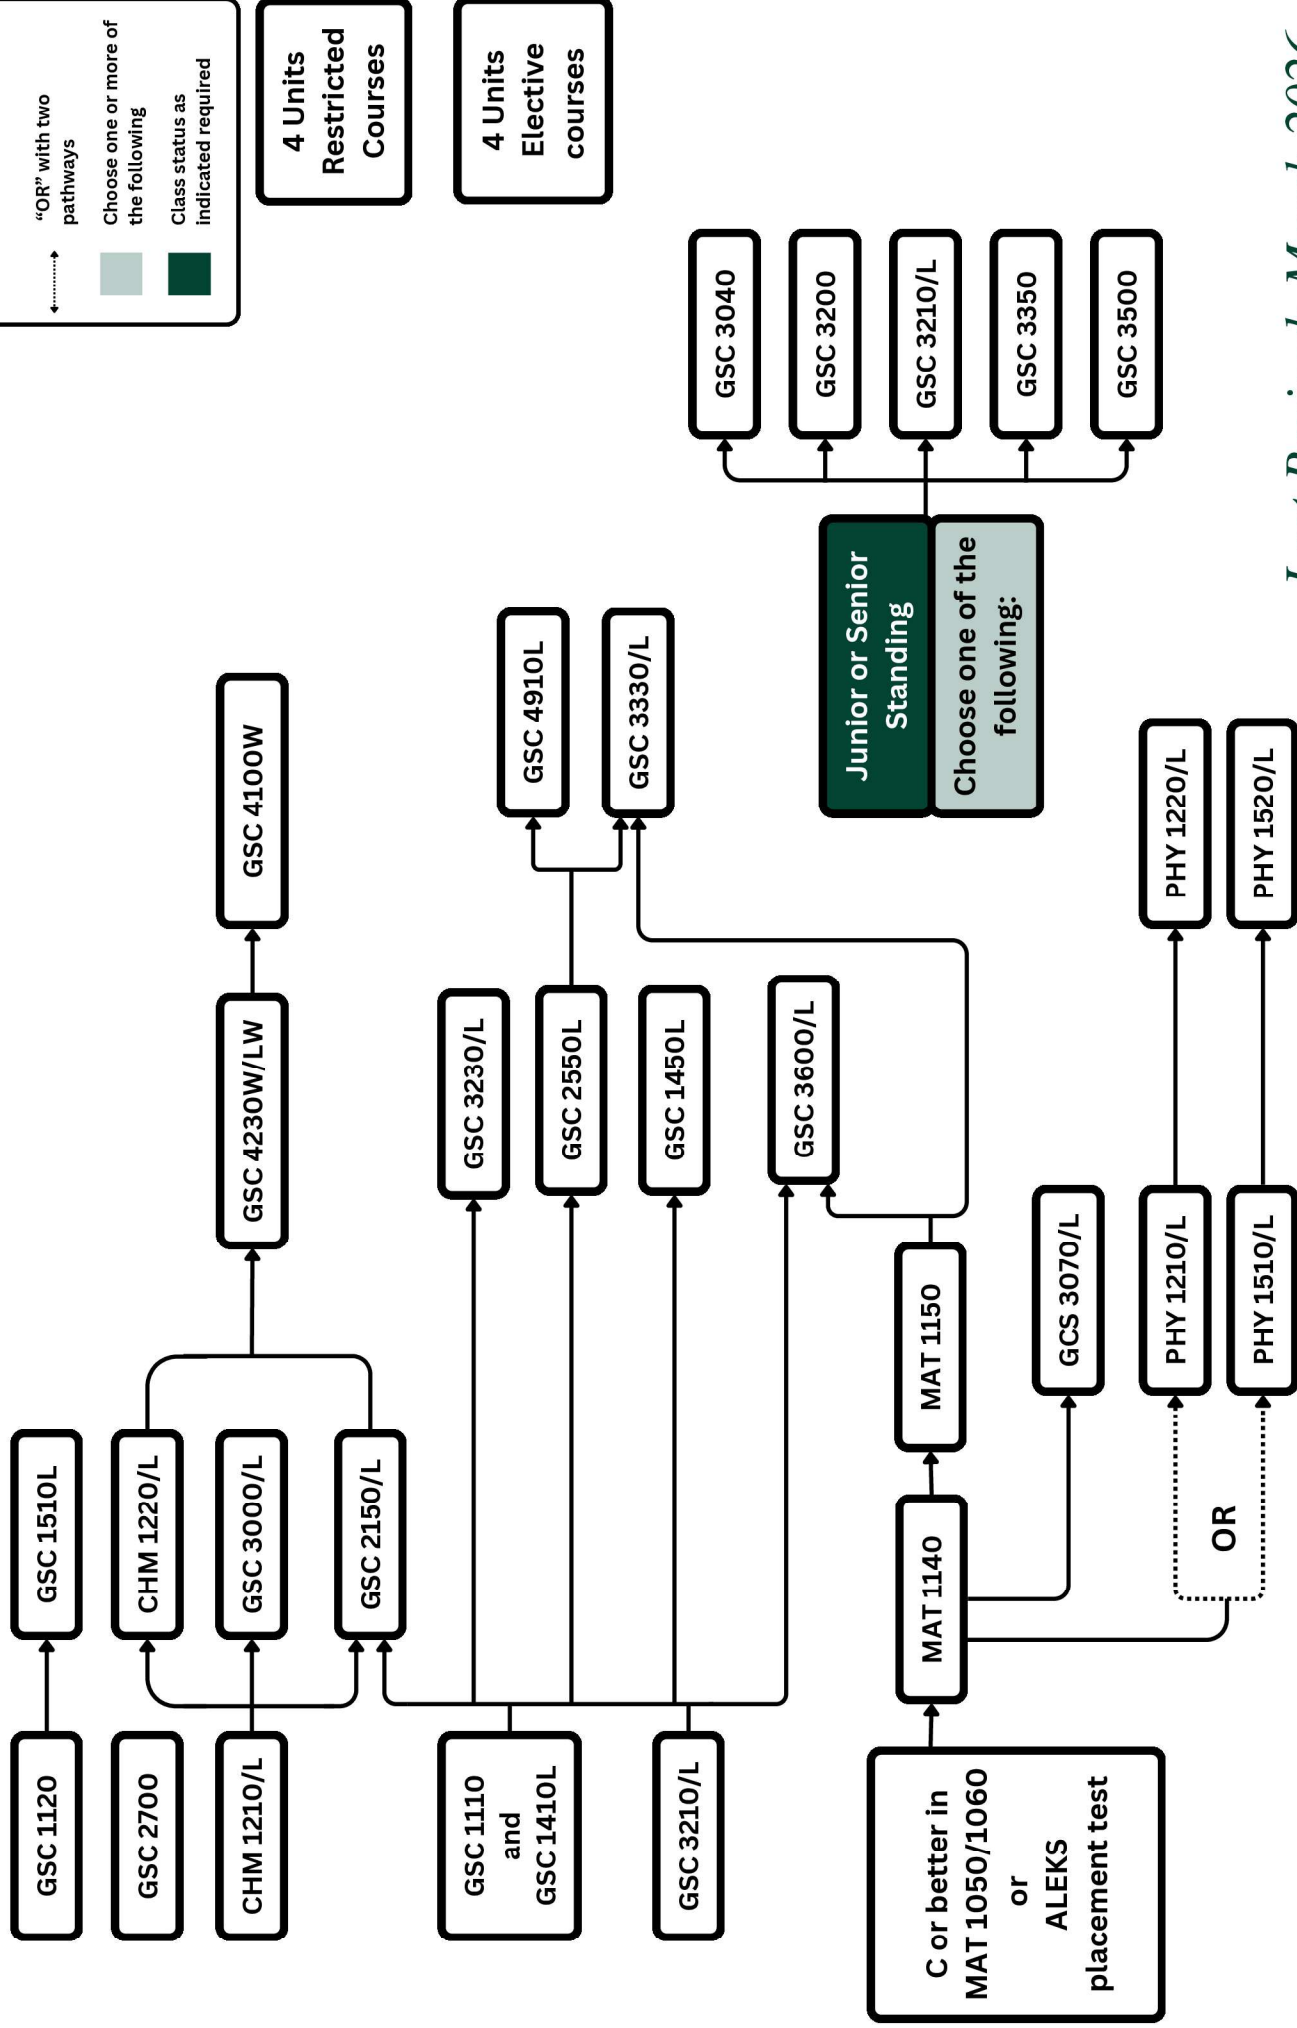 “OR” with two
pathways
Choose one or more of
the following
Class status as
indicated required
4 Units
Restricted
Courses
4 Units
Elective
courses
GSC 1120
GSC 1510L
GSC 2700
CHM 1210/L
CHM 1220/L
GSC 3000/L
GSC 2150/L
GSC 4230W/LW
GSC 4100W
GSC 1110
and
GSC 1410L
GSC 3210/L
GSC 3230/L
GSC 2550L
GSC 1450L
GSC 3600/L
GSC 4910L
GSC 3330/L
C or better in
MAT 1050/1060
or
ALEKS
placement test
MAT 1140
MAT 1150
GCS 3070/L
OR
PHY 1210/L
PHY 1510/L
PHY 1220/L
PHY 1520/L
Junior or Senior
Standing
Choose one of the
following:
GSC 3040
GSC 3200
GSC 3210/L
GSC 3350
GSC 3500